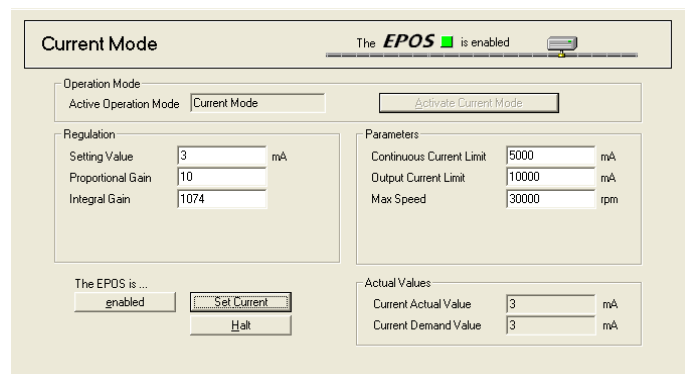 Current Mode
The EPOS is enabled
Operation Mode
Active Operation Mode Current Mode Activate Current Mode
Regulation
Setting Value 3 mA
Proportional Gain 10
Integral Gain 1074
Parameters
Continuous Current Limit 5000 mA
Output Current Limit 10000 mA
Max Speed 30000 rpm
The EPOS is ...
enabled
Set Current
Halt
Actual Values
Current Actual Value 3 mA
Current Demand Value 3 mA